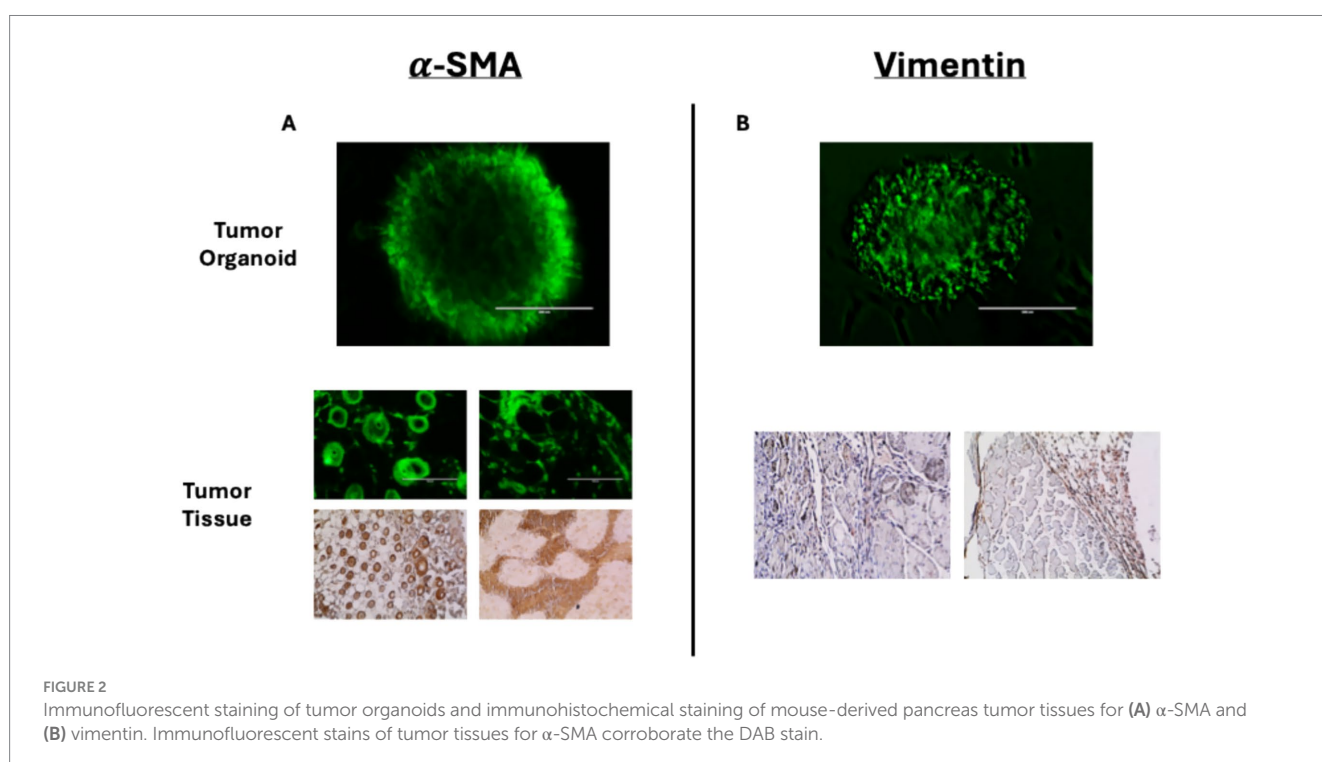 α-SMA
Vimentin
A
B
Tumor
Organoid
Tumor
Tissue
FIGURE 2
Immunofluorescent staining of tumor organoids and immunohistochemical staining of mouse-derived pancreas tumor tissues for (A) α-SMA and
(B) vimentin. Immunofluorescent stains of tumor tissues for α-SMA corroborate the DAB stain.